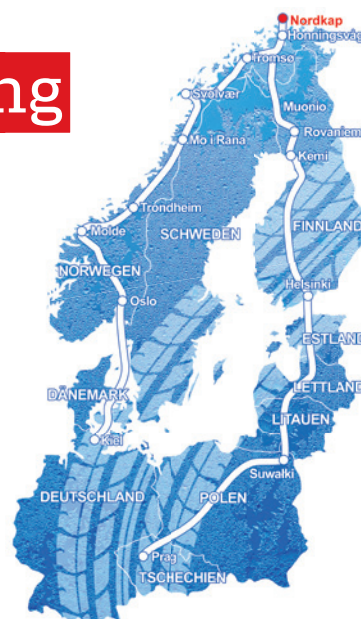 Nordkap
Honningsvåg
ng
Tromsø
Svolvær
Muonio
Rovaniemi
Mo i Rana
Kemi
Trondheim
FINNLAND
Molde
SCHWEDEN
NORWEGEN
Helsinki
Oslo
ESTLAND
LETTLAND
DÄNEMARK
LITAUEN
Kiel
Suwalki
DEUTSCHLAND
POLEN
Prag
TSCHECHIEN